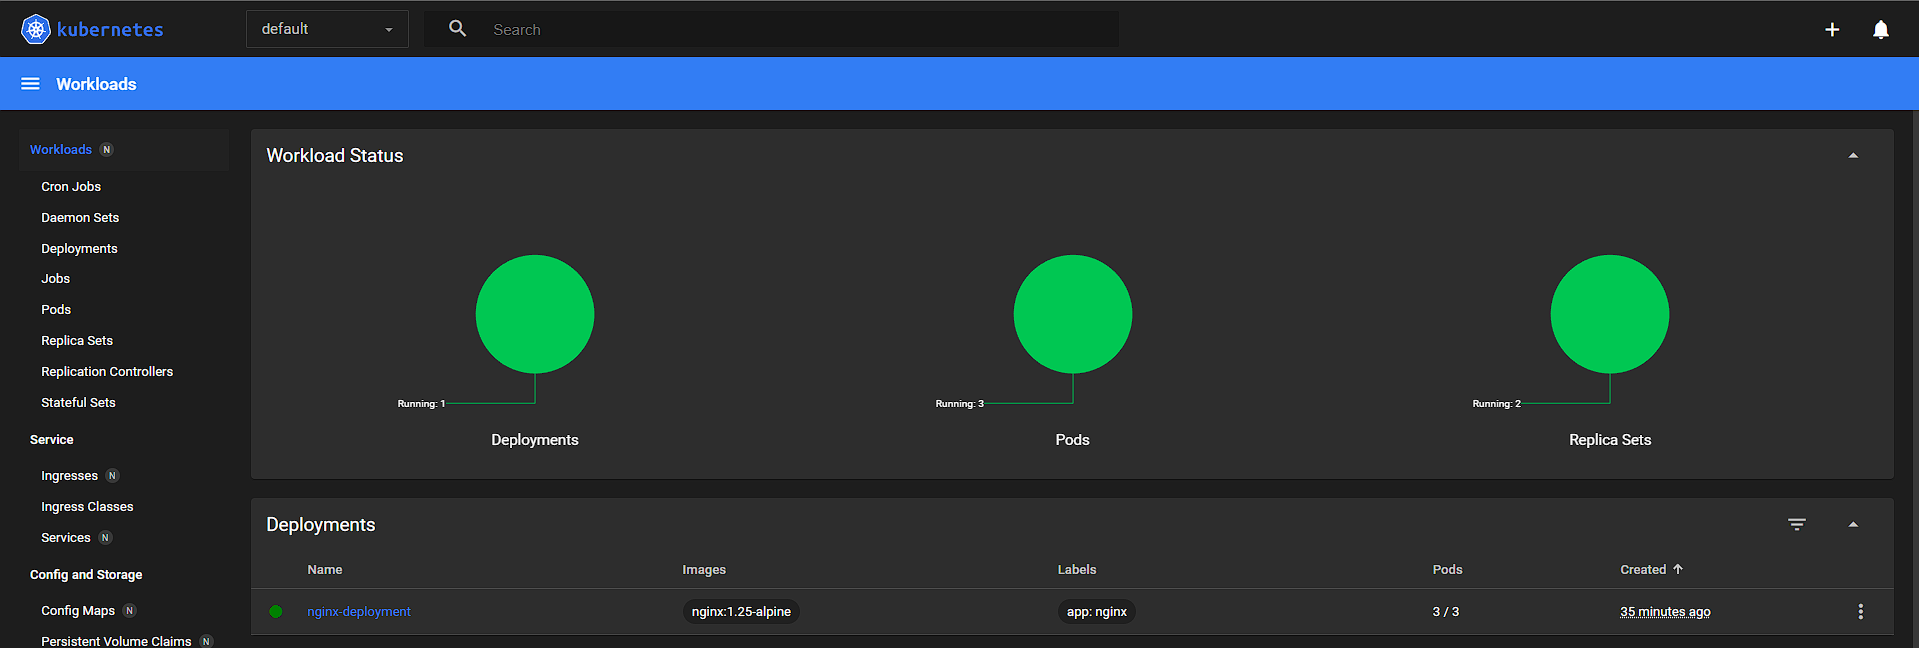 kubernetes
default
Search
Workloads
Workloads N
Cron Jobs
Daemon Sets
Deployments
Jobs
Pods
Replica Sets
Replication Controllers
Stateful Sets
Service
Ingresses N
Ingress Classes
Services N
Config and Storage
Config Maps N
Persistent Volume Claims N
Workload Status
Running: 1
Deployments
Running: 3
Pods
Running: 2
Replica Sets
Deployments
Name Images Labels Pods Created
nginx-deployment nginx:1.25-alpine app: nginx 3 / 3 35 minutes ago